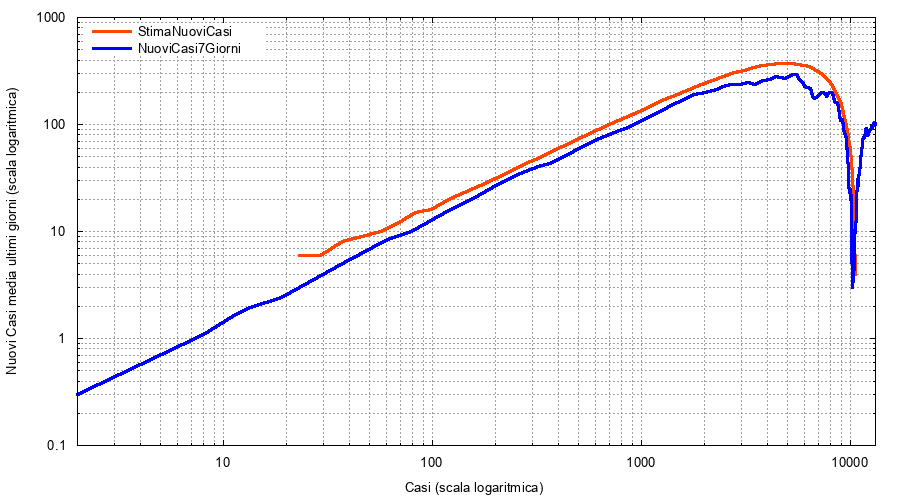 1000
100
10
1
0.1
Nuovi Casi media ultimi giorni (scala logaritmica)
StimaNuoviCasi
NuoviCasi7Giorni
10
100
1000
10000
Casi (scala logaritmica)